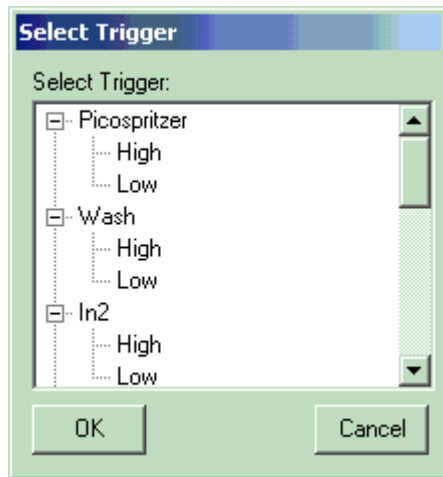 Select Trigger
Select Trigger:
Picospritzer
High
Low
Wash
High
Low
In2
High
Low
OK
Cancel